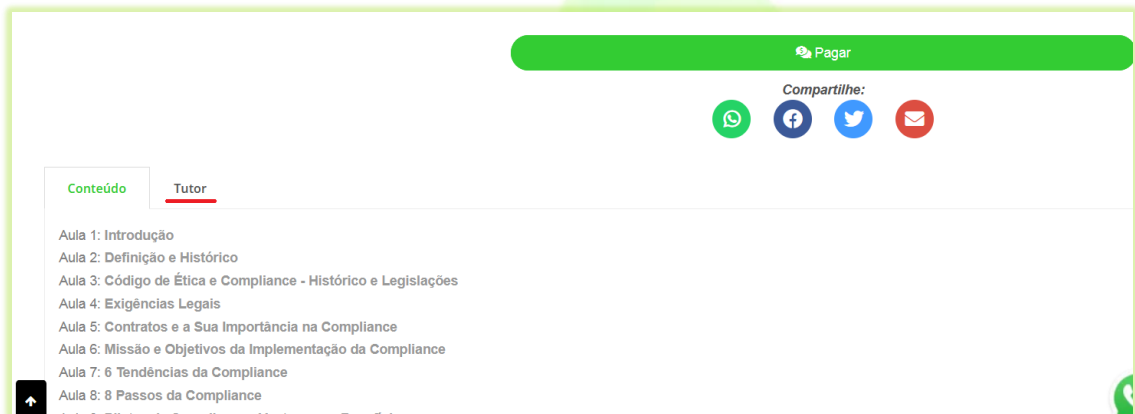 Pagar
Compartilhe:
Conteúdo
Tutor
Aula 1: Introdução
Aula 2: Definição e Histórico
Aula 3: Código de Ética e Compliance - Histórico e Legislações
Aula 4: Exigências Legais
Aula 5: Contratos e a Sua Importância na Compliance
Aula 6: Missão e Objetivos da Implementação da Compliance
Aula 7: 6 Tendências da Compliance
Aula 8: 8 Passos da Compliance